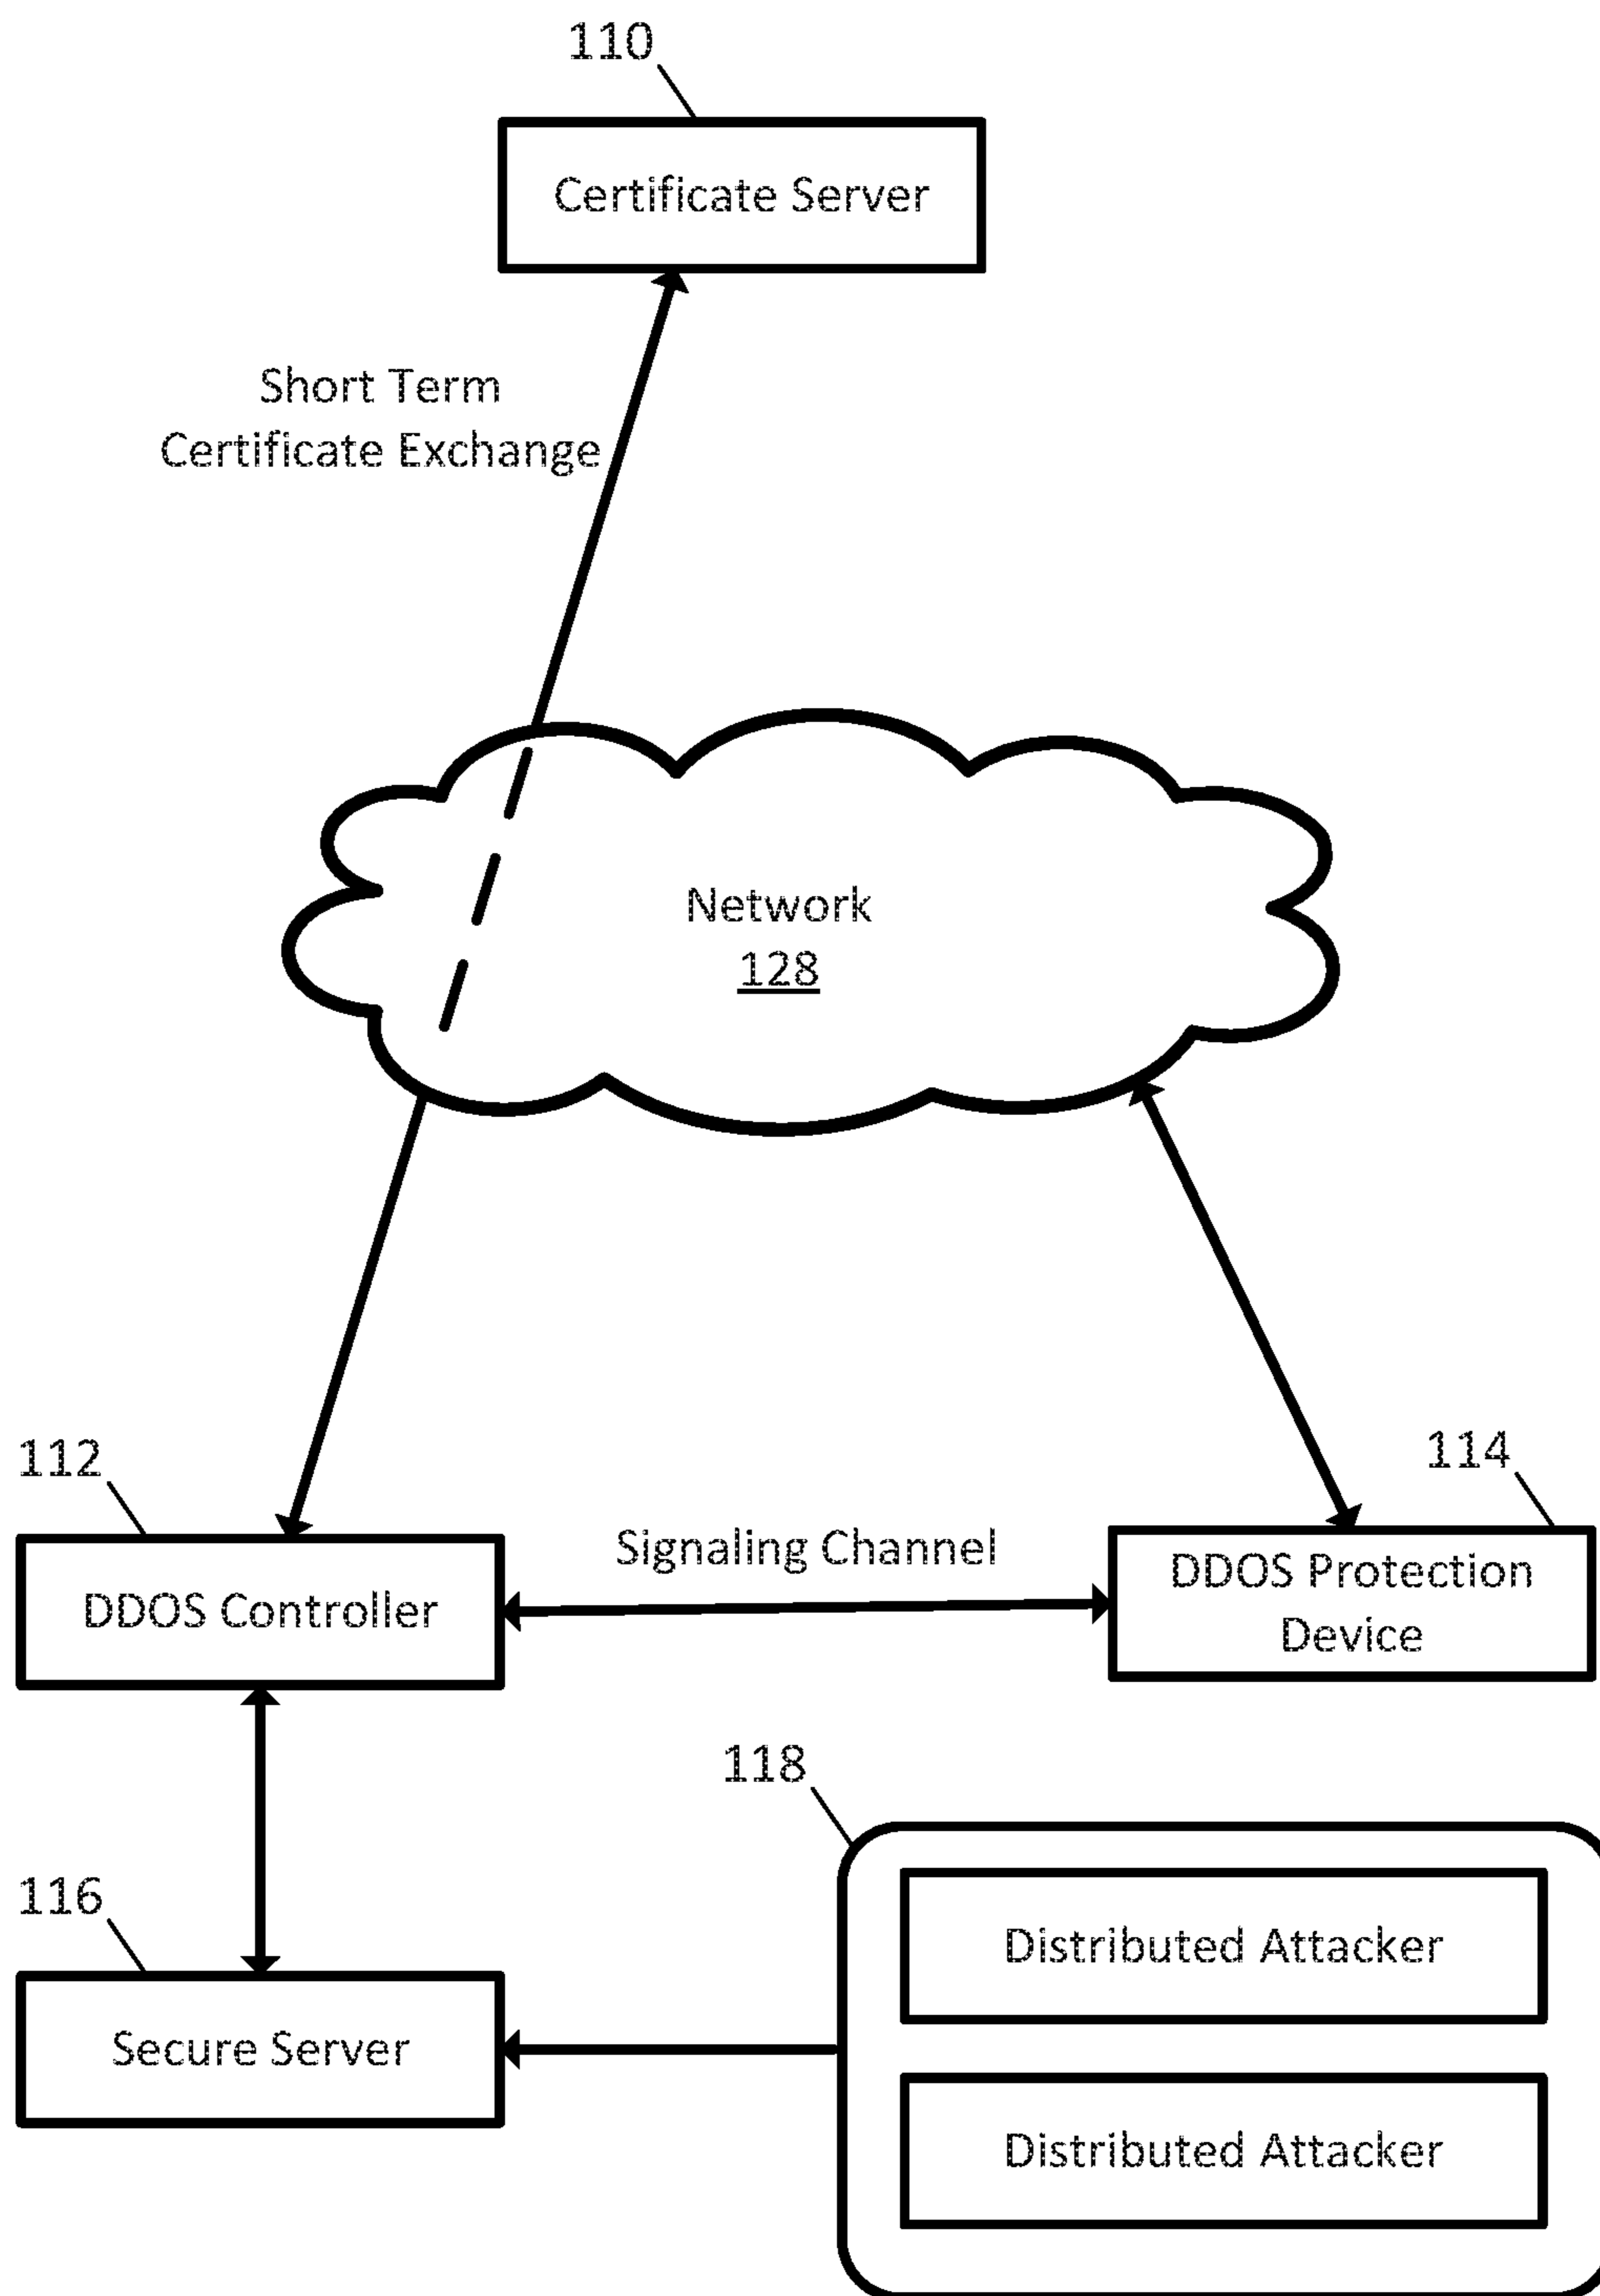 110
Certificate Server
Short Term
Certificate Exchange
Network
128
112
114
DDOS Controller
Signaling Channel
DDOS Protection
Device
118
116
Distributed Attacker
Secure Server
Distributed Attacker